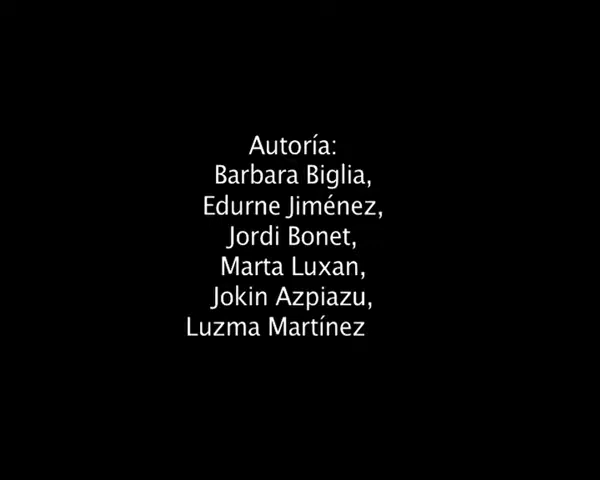 Autoría:
Barbara Biglia,
Edurne Jiménez,
Jordi Bonet,
Marta Luxan,
Jokin Azpiazu,
Luzma Martínez